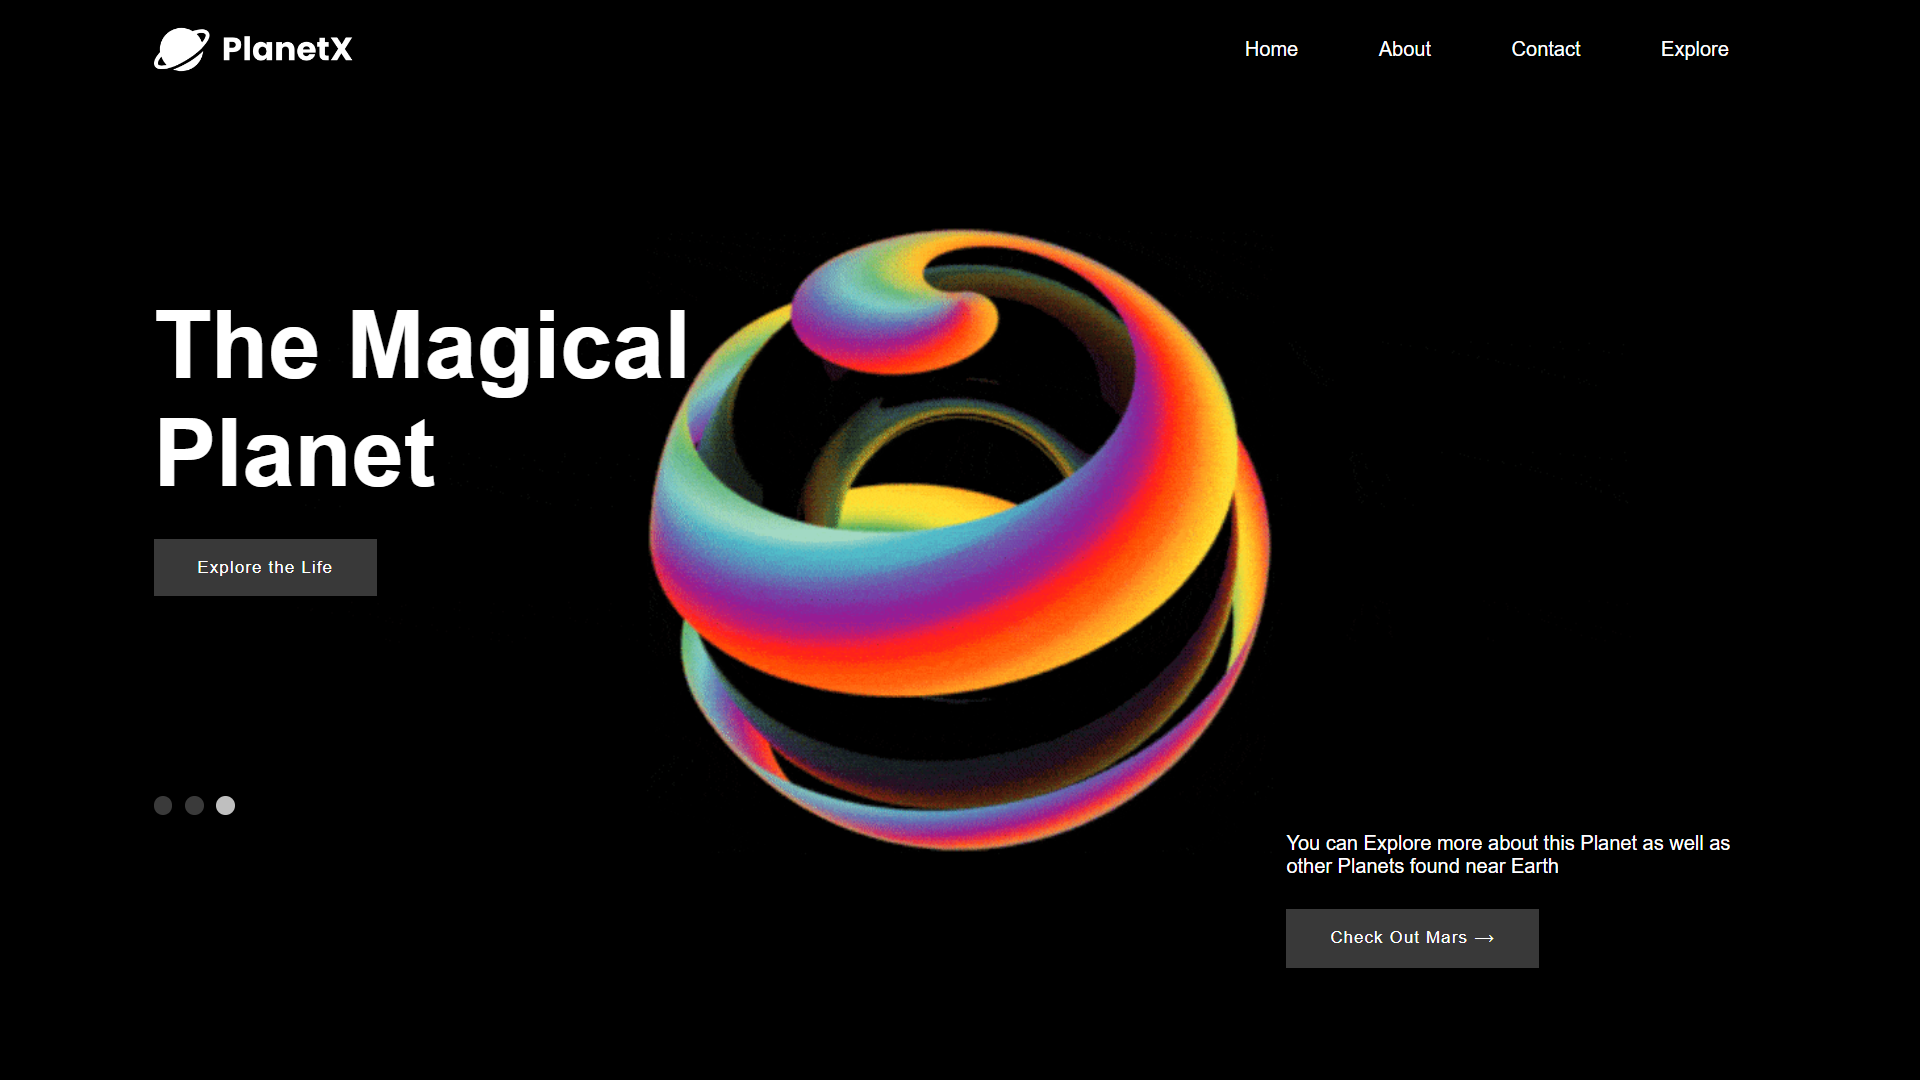 PlanetX
Home
About
Contact
Explore
The Magical
Planet
Explore the Life
You can Explore more about this Planet as well as
other Planets found near Earth
Check Out Mars ⟶